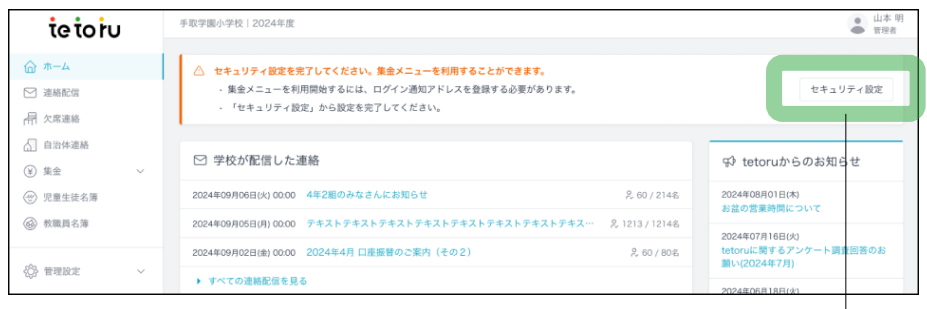 tetoru
手取学園小学校 | 2024年度
山本 明
管理者
ホーム
連絡配信
欠席連絡
自治体連絡
集金
児童生徒名簿
教職員名簿
管理設定
セキュリティ設定を完了してください。集金メニューを利用することができます。
・ 集金メニューを利用開始するには、ログイン通知アドレスを登録する必要があります。
・ 「セキュリティ設定」から設定を完了してください。
セキュリティ設定
学校が配信した連絡
2024年09月06日(火) 00:00 4年2組のみなさんにお知らせ 60 / 214名
2024年09月05日(月) 00:00 テキストテキストテキストテキストテキストテキストテキストテキス… 1213 / 1214名
2024年09月02日(金) 00:00 2024年4月 口座振替のご案内（その２） 60 / 80名
すべての連絡配信を見る
tetoruからのお知らせ
2024年08月01日(木)
お盆の営業時間について
2024年07月16日(火)
tetoruに関するアンケート調査回答のお
願い(2024年7月)
2024年06月18日(火)